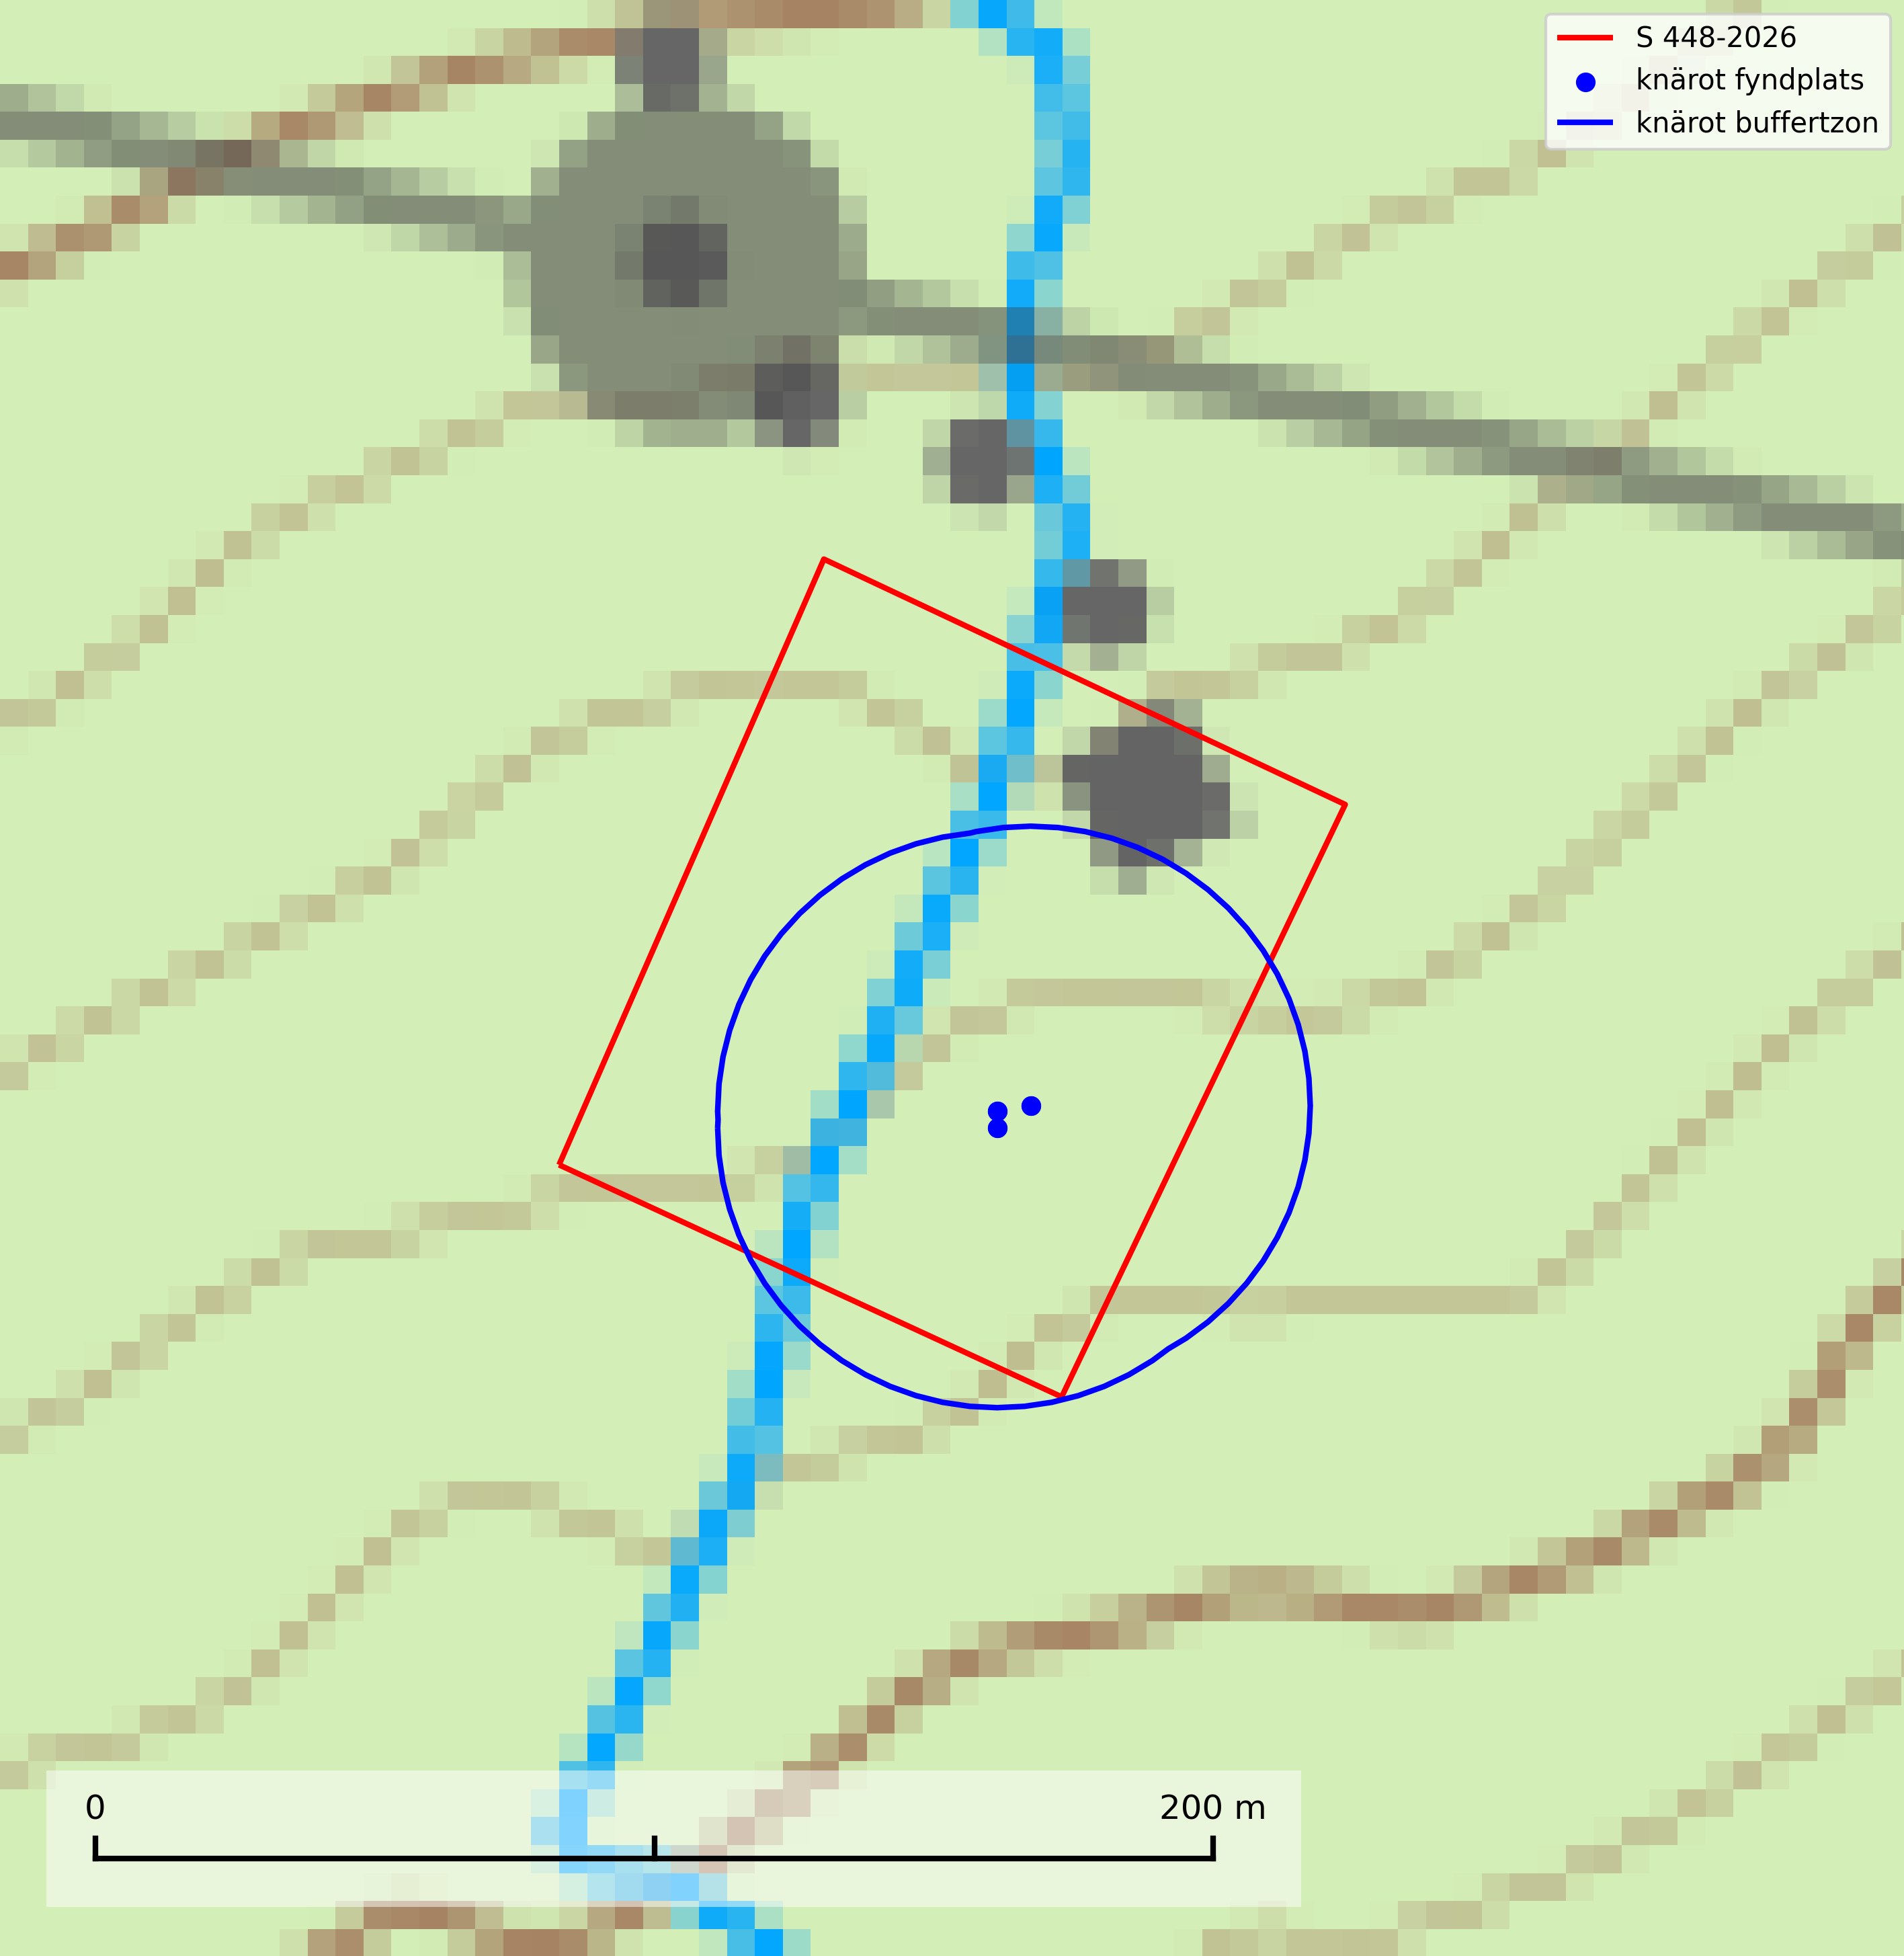 S 448-2026
knärot fyndplats
knärot buffertzon
0
200 m